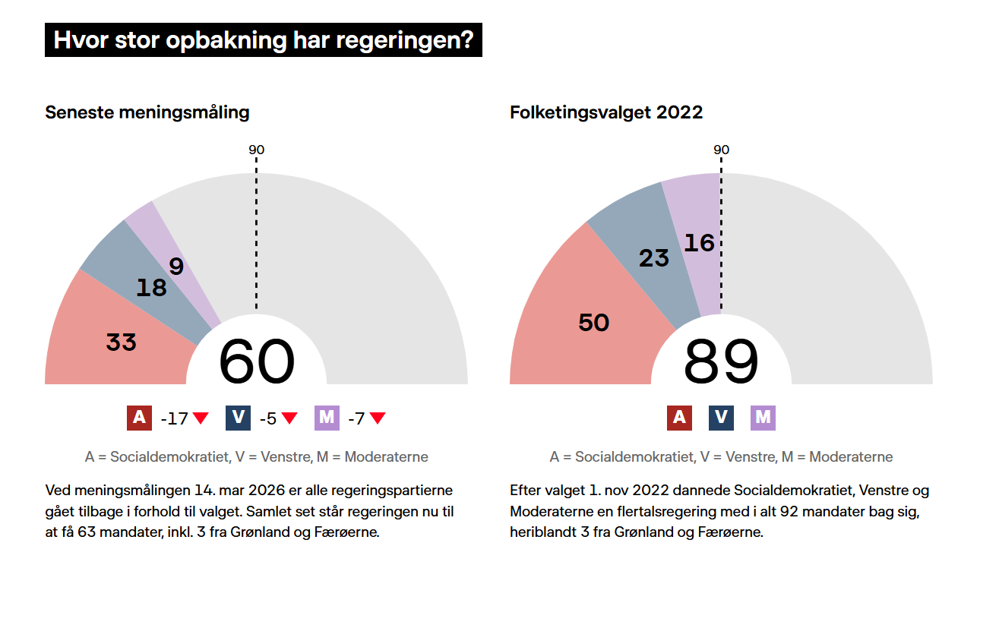 Hvor stor opbakning har regeringen?
Seneste meningsmåling
90
33
18
9
60
A -17 V -5 M -7
A = Socialdemokratiet, V = Venstre, M = Moderaterne
Ved meningsmålingen 14. mar 2026 er alle regeringspartierne
gået tilbage i forhold til valget. Samlet set står regeringen nu til
at få 63 mandater, inkl. 3 fra Grønland og Færøerne.
Folketingsvalget 2022
90
50
23
16
89
A V M
A = Socialdemokratiet, V = Venstre, M = Moderaterne
Efter valget 1. nov 2022 dannede Socialdemokratiet, Venstre og
Moderaterne en flertalsregering med i alt 92 mandater bag sig,
heriblandt 3 fra Grønland og Færøerne.